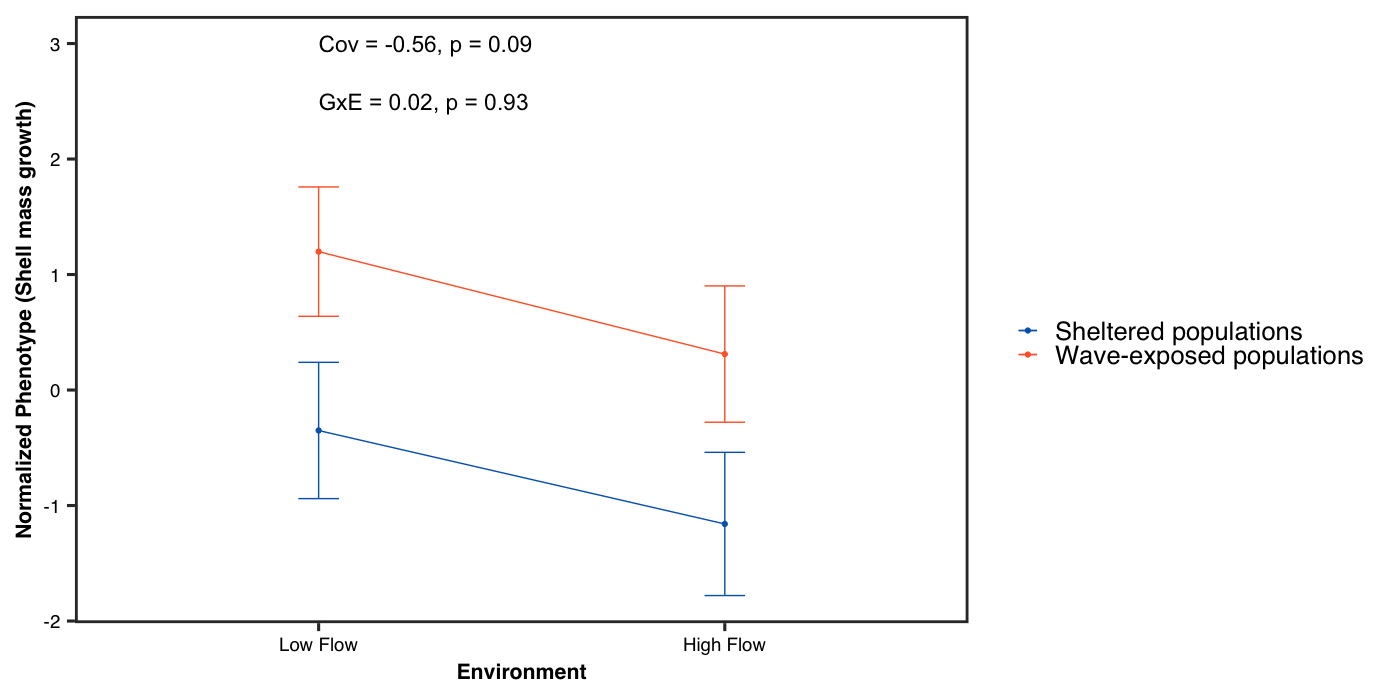 Cov = -0.56, p = 0.09
GxE = 0.02, p = 0.93
Normalized Phenotype (Shell mass growth)
3
2
1
0
-1
-2
Low Flow
High Flow
Environment
Sheltered populations
Wave-exposed populations